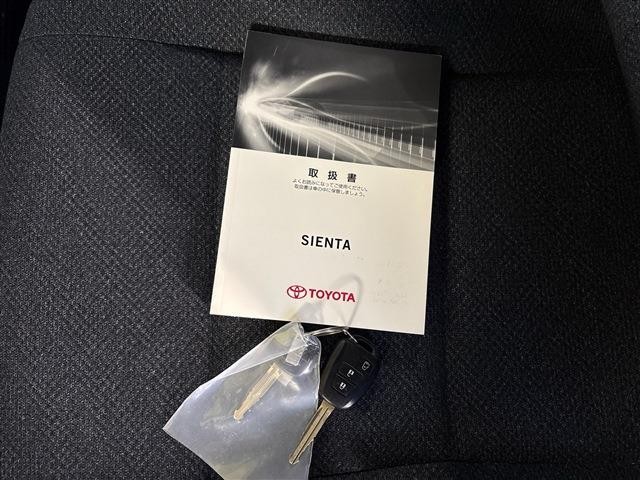 取扱書
よくお読みになってご使用ください。
取扱書は車の中に保管しましょう。
SIENTA
TOYOTA